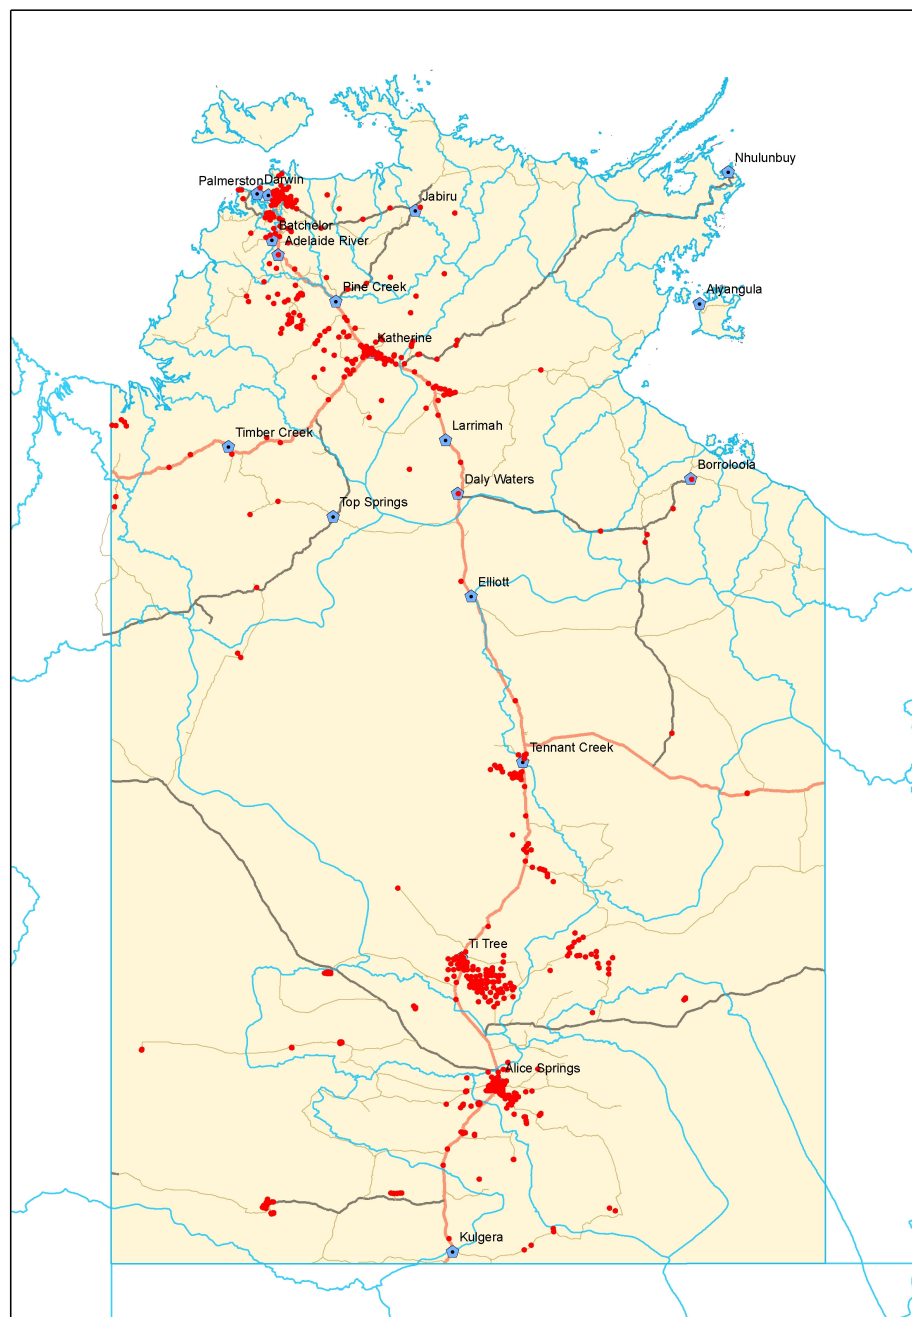 Nhulunbuy
Palmerston
Darwin
Jabiru
Batchelor
Adelaide River
Pine Creek
Alyangula
Katherine
Larrimah
Timber Creek
Borroloola
Daly Waters
Top Springs
Elliott
Tennant Creek
Ti Tree
Alice Springs
Kulgera